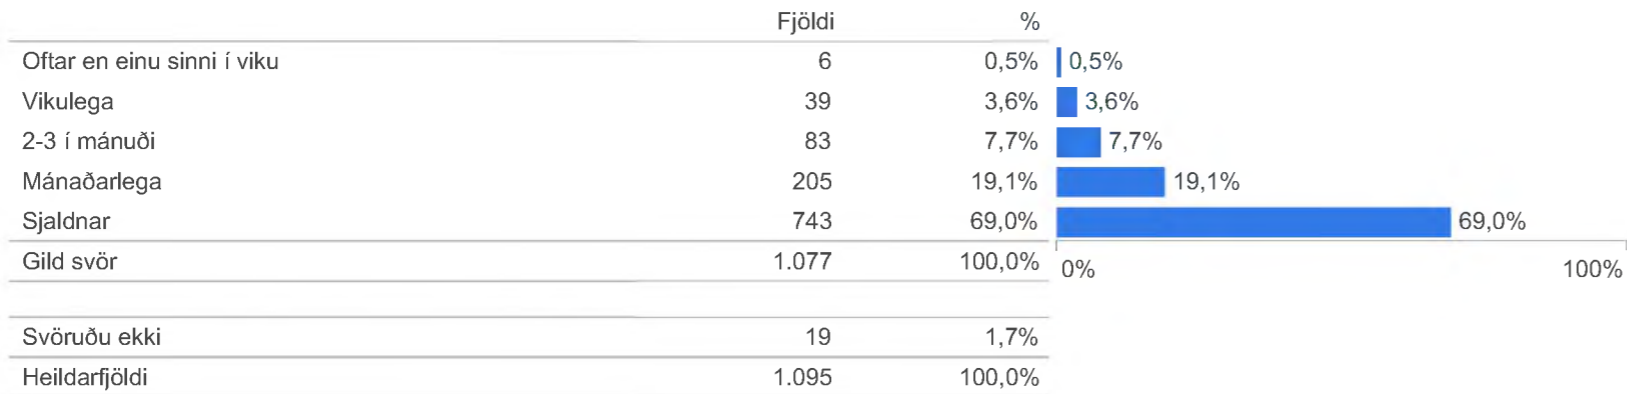 Fjöldi %
Oftar en einu sinni í viku 6 0,5% 0,5%
Vikulega 39 3,6% 3,6%
2-3 í mánuði 83 7,7% 7,7%
Mánaðarlega 205 19,1% 19,1%
Sjaldnar 743 69,0% 69,0%
Gild svör 1.077 100,0% 0% 100%
Svöruðu ekki 19 1,7%
Heildarfjöldi 1.095 100,0%